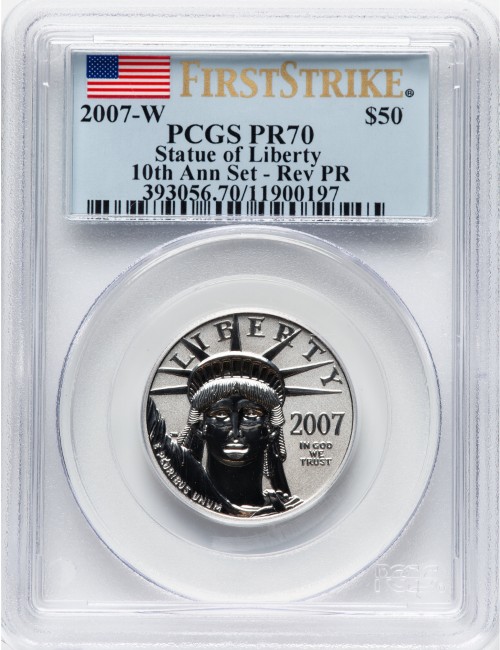 FIRSTSTRIKE®
2007-W $50
PCGS PR70
Statue of Liberty
10th Ann Set - Rev PR
393056.70/11900197
LIBERTY
2007
IN GOD
WE
TRUST
E PLURIBUS UNUM
PCGS